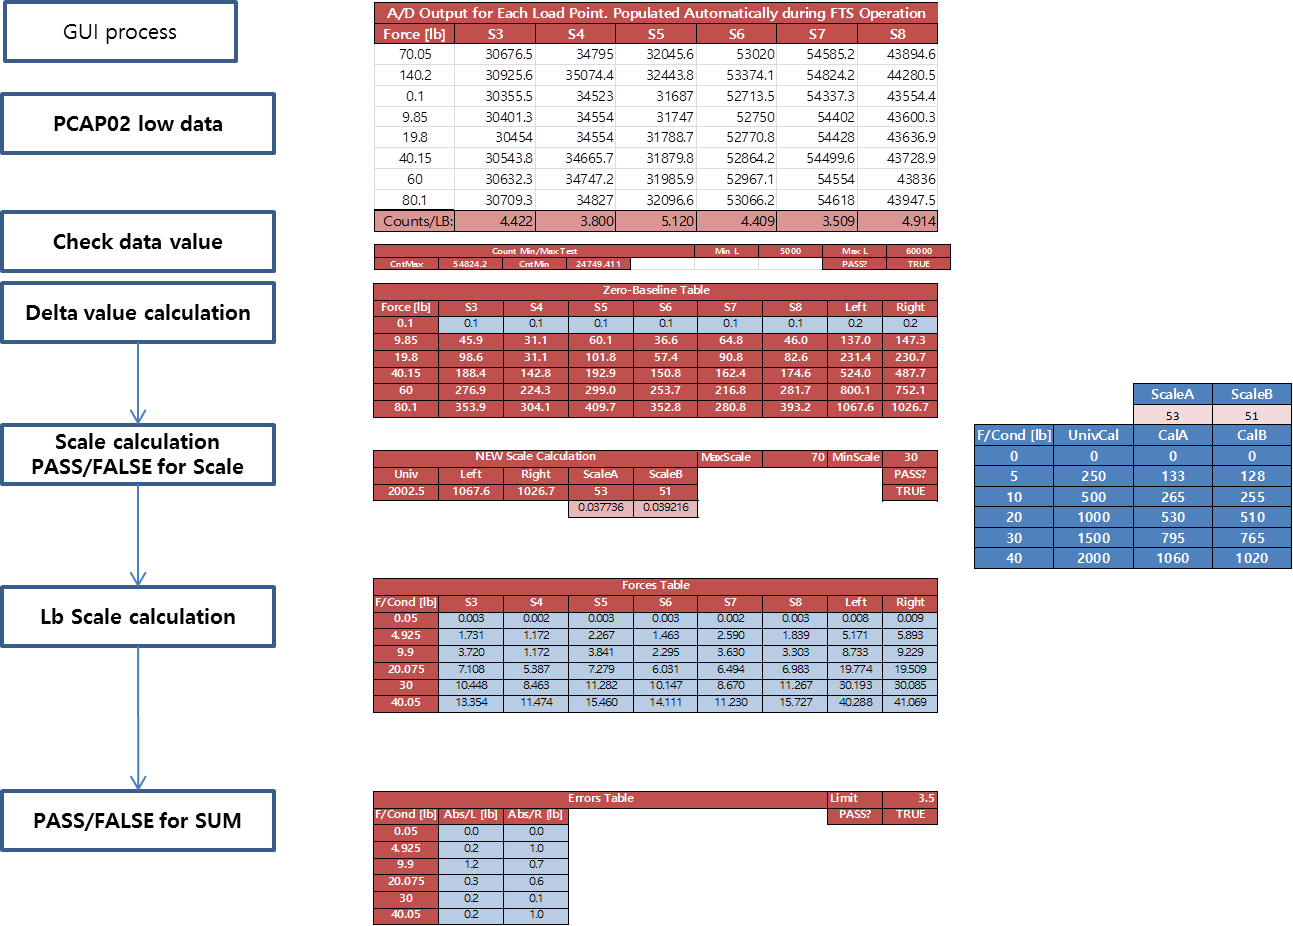 GUI process
PCAP02 low data
Check data value
Delta value calculation
Scale calculation
PASS/FALSE for Scale
Lb Scale calculation
PASS/FALSE for SUM
A/D Output for Each Load Point. Populated Automatically during FTS Operation
Force [lb] S3 S4 S5 S6 S7 S8
70.05 30676.5 34795 32045.6 53020 54585.2 43894.6
140.2 30925.6 35074.4 32443.8 53374.1 54824.2 44280.5
0.1 30355.5 34523 31687 52713.5 54337.3 43554.4
9.85 30401.3 34554 31747 52750 54402 43600.3
19.8 30454 34554 31788.7 52770.8 54428 43636.9
40.15 30543.8 34665.7 31879.8 52864.2 54499.6 43728.9
60 30632.3 34747.2 31985.9 52967.1 54554 43836
80.1 30709.3 34827 32096.6 53066.2 54618 43947.5
Counts/LB: 4.422 3.800 5.120 4.409 3.509 4.914
Count Min/Max Test Min L 5000 Max L 60000
CntMax 54824.2 CntMin 24749.411 PASS? TRUE
Zero-Baseline Table
Force [lb] S3 S4 S5 S6 S7 S8 Left Right
0.1 0.1 0.1 0.1 0.1 0.1 0.1 0.2 0.2
9.85 45.9 31.1 60.1 36.6 64.8 46.0 137.0 147.3
19.8 98.6 31.1 101.8 57.4 90.8 82.6 231.4 230.7
40.15 188.4 142.8 192.9 150.8 162.4 174.6 524.0 487.7
60 276.9 224.3 299.0 253.7 216.8 281.7 800.1 752.1
80.1 353.9 304.1 409.7 352.8 280.8 393.2 1067.6 1026.7
NEW Scale Calculation MaxScale 70 MinScale 30
Univ Left Right ScaleA ScaleB PASS?
2002.5 1067.6 1026.7 53 51 TRUE
0.037736 0.039216
ScaleA ScaleB
53 51
F/Cond [lb] UnivCal CalA CalB
0 0 0 0
5 250 133 128
10 500 265 255
20 1000 530 510
30 1500 795 765
40 2000 1060 1020
Forces Table
F/Cond [lb] S3 S4 S5 S6 S7 S8 Left Right
0.05 0.003 0.002 0.003 0.003 0.002 0.003 0.008 0.009
4.925 1.731 1.172 2.267 1.463 2.590 1.839 5.171 5.893
9.9 3.720 1.172 3.841 2.295 3.630 3.303 8.733 9.229
20.075 7.108 5.387 7.279 6.031 6.494 6.983 19.774 19.509
30 10.448 8.463 11.282 10.147 8.670 11.267 30.193 30.085
40.05 13.354 11.474 15.460 14.111 11.230 15.727 40.288 41.069
Errors Table Limit 3.5
F/Cond [lb] Abs/L [lb] Abs/R [lb] PASS? TRUE
0.05 0.0 0.0
4.925 0.2 1.0
9.9 1.2 0.7
20.075 0.3 0.6
30 0.2 0.1
40.05 0.2 1.0